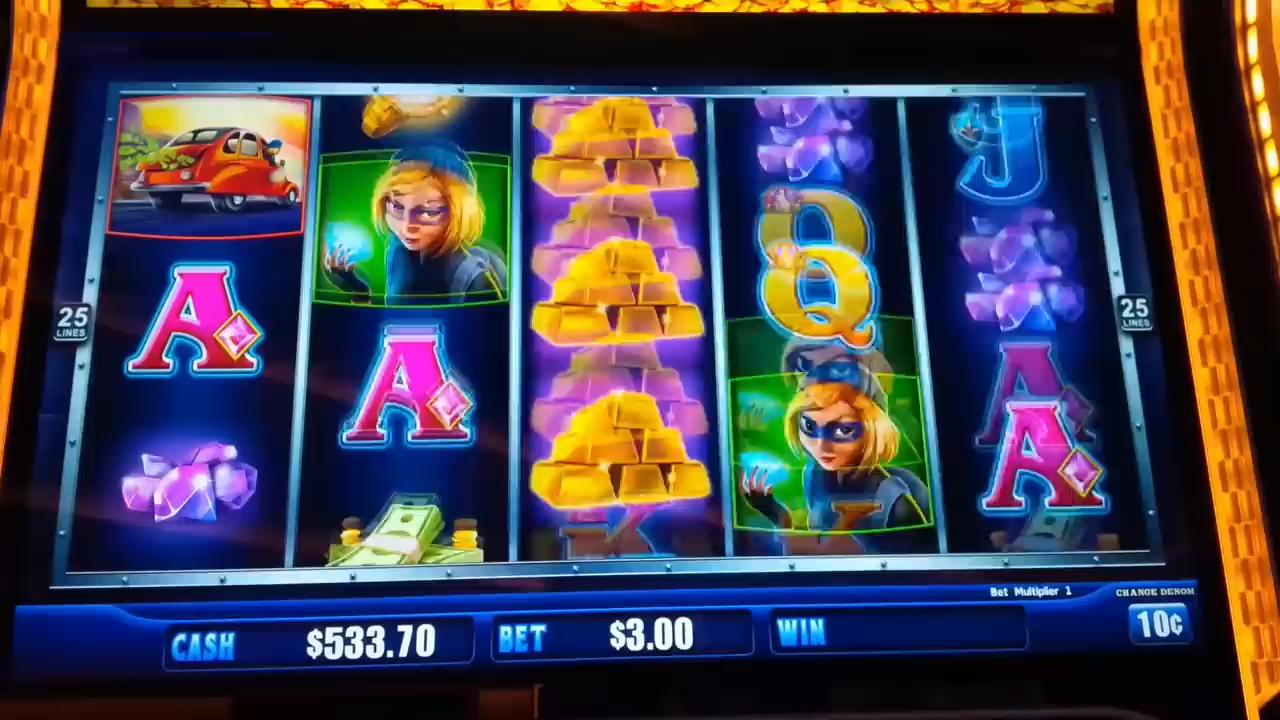 J
Q
Q
25
LINES
25
LINES
A
A
A
A
Bet Multiplier 1
CHANGE DENOM
CASH $533.70 BET $3.00 WIN
10¢